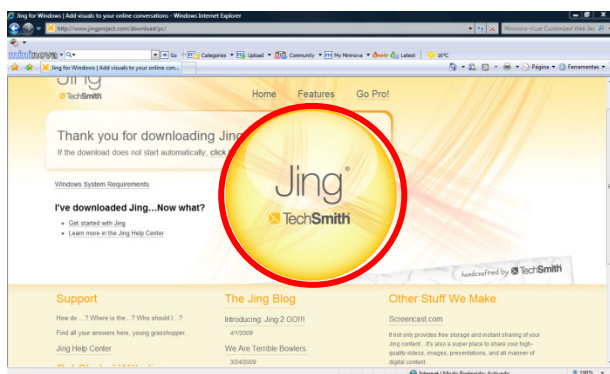 Jing for Windows | Add visuals to your online conversations - Windows Internet Explorer
http://www.jingproject.com/download/pc/
Mininova-Vuze Customized Web Sea
mininova Go Categories Upload Community My Mininova Donate Latest 16°C
Jing for Windows | Add visuals to your online con...
Página Ferramentas
Jing
TechSmith
Home Features Go Pro!
Thank you for downloading Jing
If the download does not start automatically, click
Windows System Requirements
I've downloaded Jing...Now what?
Get started with Jing
Learn more in the Jing Help Center
Jing
TechSmith
handcrafted by TechSmith
Support
How do ...? Where is the...? Who should I...?
Find all your answers here, young grasshopper.
Jing Help Center
The Jing Blog
Introducing: Jing 2 GO!!!
4/1/2009
We Are Terrible Bowlers.
3/24/2009
Other Stuff We Make
Screencast.com
It not only provides free storage and instant sharing of your
Jing content...it's also a super place to share your high-
quality videos, images, presentations, and all manner of
digital content.
Internet | Modo Protegido: Activado
100%